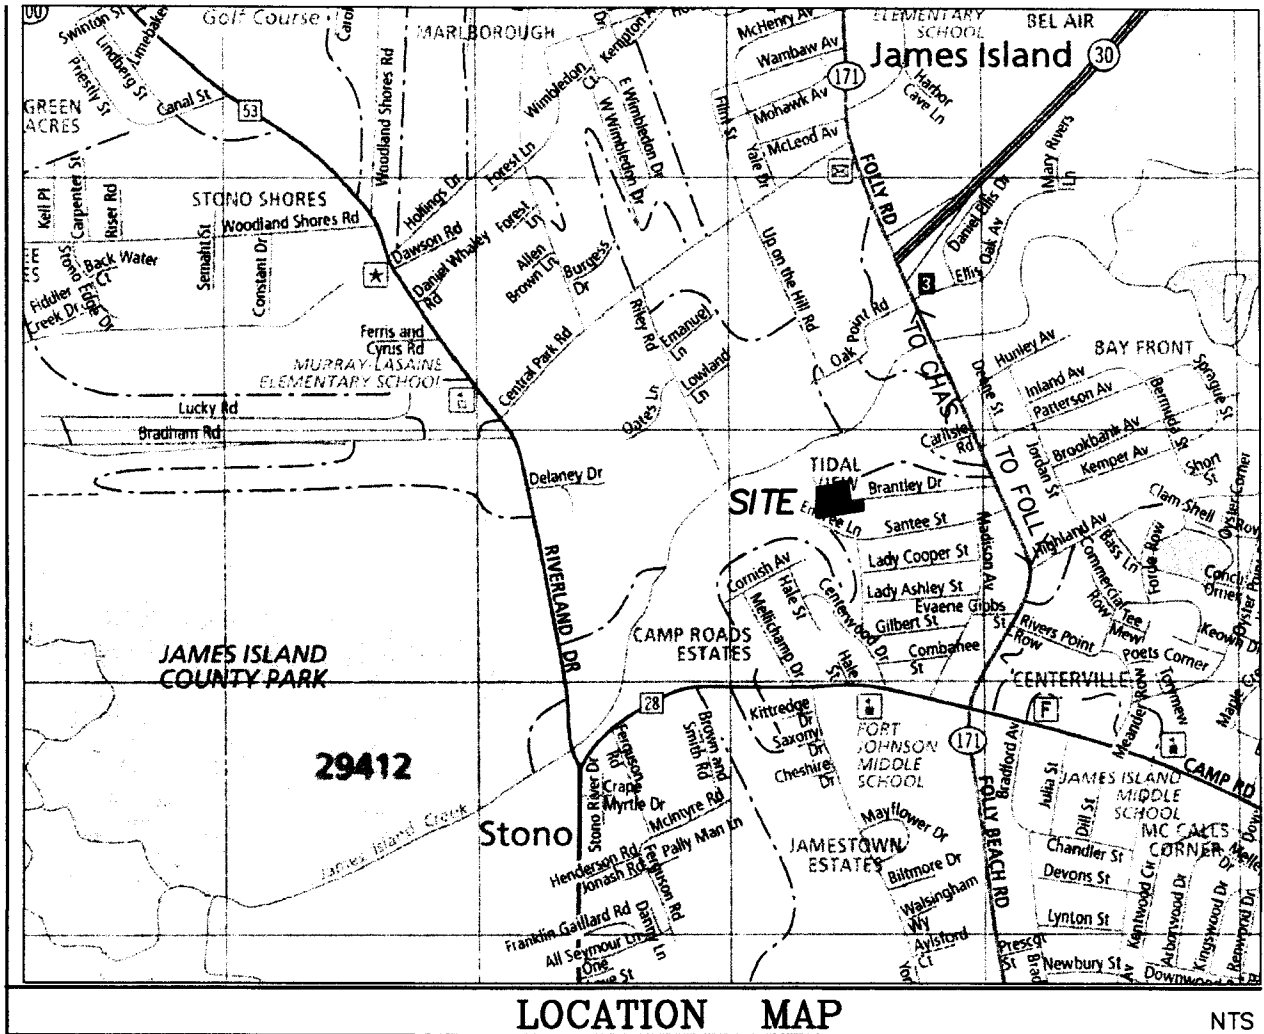 00
Swinton St
Lindberg St
Limebaker
Priestly St
Canal St
Golf Course
MARLBOROUGH
53
GREEN
ACRES
Woodland Shores Rd
Wimbledon
Ct
W Wimbledon Dr
E Wimbledon Dr
McHenry Av
Wambaw Av
Mohawk Av
McLeod Av
Flint St
Yale Dr
171
ELEMENTARY
SCHOOL
BEL AIR
James Island
30
Harbor
Cave Ln
Mary Rivers
Ln
FOLLY RD
Kell Pl
Carpenter St
Riser Rd
STONO SHORES
Woodland Shores Rd
Semaht St
Constant Dr
Back Water
Ct
Stono Edge Dr
Fiddler
Creek Dr
Hollings Dr
Forest Ln
Dawson Rd
Daniel Whaley
Rd
Forest
Ln
Allen
Brown Ln
Burgess
Dr
Up on the Hill Rd
Daniel Ellis Dr
Oak Av
Ellis
3
Ferris and
Cyrus Rd
MURRAY-LASAINE
ELEMENTARY SCHOOL
Central Park Rd
Riley Rd
Emanuel
Ln
Lowland
Ln
Oates Ln
Oak Point Rd
TO CHAS
Hunley Av
BAY FRONT
Inland Av
Patterson Av
Sprague St
Bermuda St
Lucky Rd
Bradham Rd
Carlisle
Rd
Jordan St
Brookbank Av
Kemper Av
Short
St
TO FOLL
Delaney Dr
TIDAL
VIEW
SITE
Brantley Dr
Santee St
Madison Av
Highland Av
Clam Shell
Row
Oyster Corner
Bass Ln
Commercial
Row
Forde Row
Lady Cooper St
Lady Ashley St
Evaene Gibbs
St
Gilbert St
Combahee
St
Cornish Av
Hale St
Centerwood Dr
Mellichamp Dr
Hale
St
RIVERLAND DR
CAMP ROADS
ESTATES
Rivers Point
Row
Tee
Mew
Poets Corner
Keown Dr
JAMES ISLAND
COUNTY PARK
28
CENTERVILLE
F
Meander Row
Torymew
29412
Kittredge
Dr
Saxony
Dr
Cheshire
Dr
FORT
JOHNSON
MIDDLE
SCHOOL
171
Bradford Av
CAMP RD
Brown and
Smith Rd
Ferguson
Rd
Stono River Dr
Crape
Myrtle Dr
McIntyre Rd
Pally Man Ln
James Island Creek
Stono
Henderson Rd
Jonash Rd
Ferguson Rd
Mayflower Dr
JAMESTOWN
ESTATES
Biltmore Dr
Walsingham
Wy
Aylsford
Ct
FOLLY BEACH RD
Julia St
Dill St
JAMES ISLAND
MIDDLE
SCHOOL
MC CALLS
CORNER
Chandler St
Devons St
Lynton St
Newbury St
Kentwood Cir
Arborwood Dr
Kingswood Dr
Renwood Dr
Franklin Gaillard Rd
All Seymour Ln
Danny Ln
LOCATION MAP
NTS